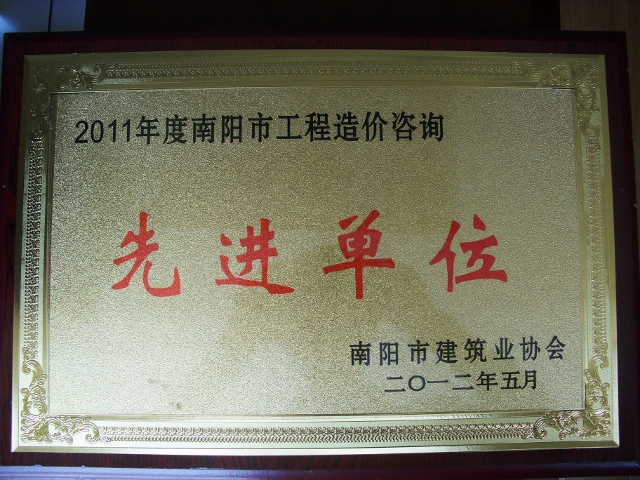 2011年度南阳市工程造价咨询
先进单位
南阳市建筑业协会
二〇一二年五月